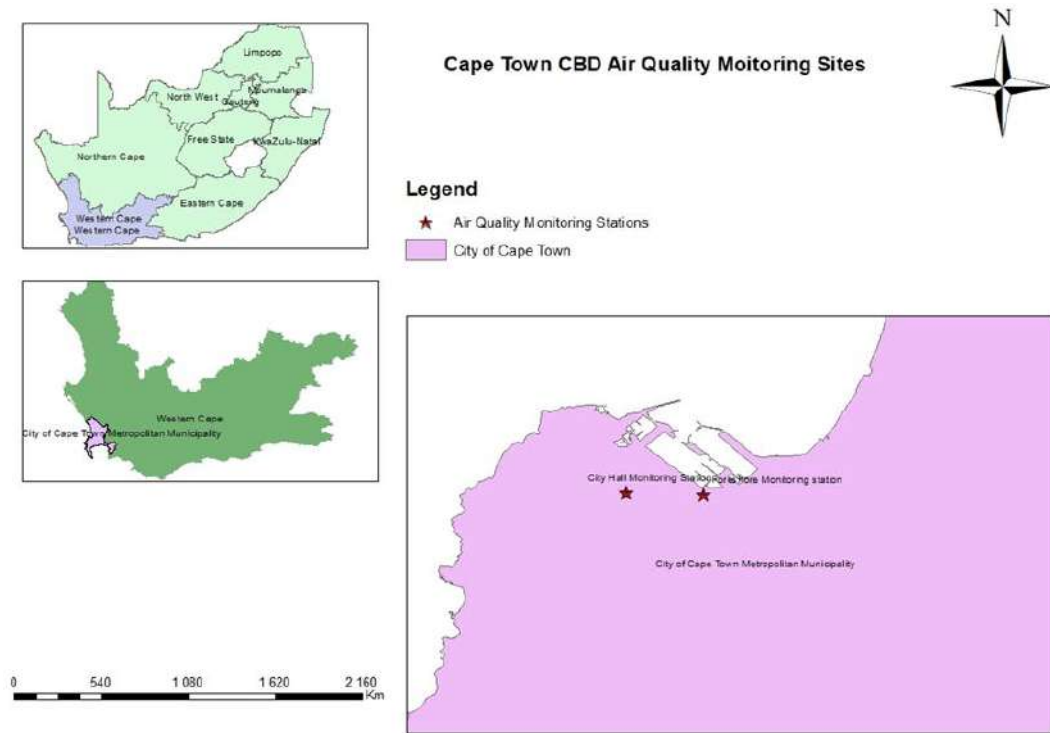 Cape Town CBD Air Quality Moitoring Sites
N
Limpopo
North West
Mpumalanga
Gauteng
Free State
KwaZulu-Natal
Northern Cape
Eastern Cape
Western Cape
Western Cape
Legend
Air Quality Monitoring Stations
City of Cape Town
Western Cape
City of Cape Town Metropolitan Municipality
City Hall Monitoring Station
Foreshore Monitoring station
City of Cape Town Metropolitan Municipality
0 540 1 080 1 620 2 160
Km